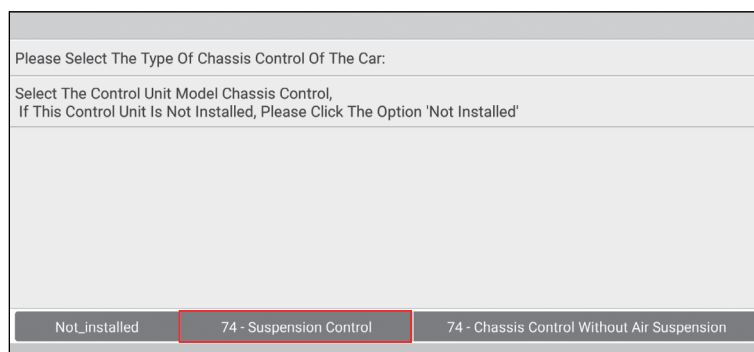 Please Select The Type Of Chassis Control Of The Car:
Select The Control Unit Model Chassis Control,
If This Control Unit Is Not Installed, Please Click The Option 'Not Installed'
Not_installed
74 - Suspension Control
74 - Chassis Control Without Air Suspension